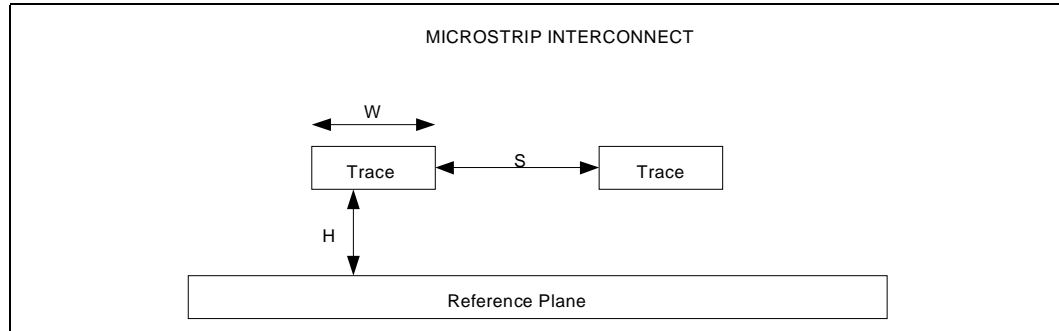 MICROSTRIP INTERCONNECT
W
Trace
S
Trace
H
Reference Plane